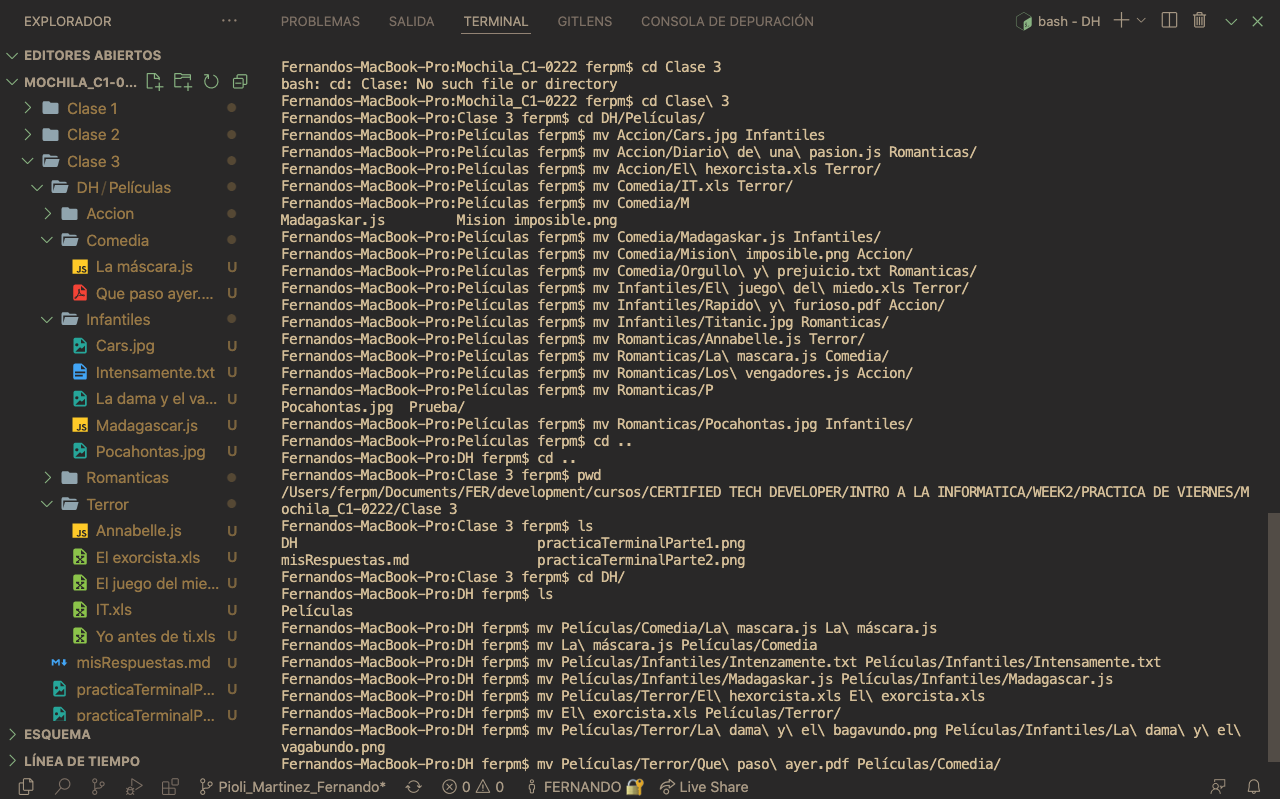 EXPLORADOR
EDITORES ABIERTOS
MOCHILA_C1-0...
Clase 1
Clase 2
Clase 3
DH / Películas
Accion
Comedia
JS La máscara.js U
Que paso ayer.... U
Infantiles
Cars.jpg U
Intensamente.txt U
La dama y el va... U
JS Madagascar.js U
Pocahontas.jpg U
Romanticas
Terror
JS Annabelle.js U
El exorcista.xls U
El juego del mie... U
IT.xls U
Yo antes de ti.xls U
misRespuestas.md U
practicaTerminalP... U
practicaTerminalP... U
ESQUEMA
LÍNEA DE TIEMPO
PROBLEMAS SALIDA TERMINAL GITLENS CONSOLA DE DEPURACIÓN bash - DH
Fernandos-MacBook-Pro:Mochila_C1-0222 ferpm$ cd Clase 3
bash: cd: Clase: No such file or directory
Fernandos-MacBook-Pro:Mochila_C1-0222 ferpm$ cd Clase\ 3
Fernandos-MacBook-Pro:Clase 3 ferpm$ cd DH/Películas/
Fernandos-MacBook-Pro:Películas ferpm$ mv Accion/Cars.jpg Infantiles
Fernandos-MacBook-Pro:Películas ferpm$ mv Accion/Diario\ de\ una\ pasion.js Romanticas/
Fernandos-MacBook-Pro:Películas ferpm$ mv Accion/El\ hexorcista.xls Terror/
Fernandos-MacBook-Pro:Películas ferpm$ mv Comedia/IT.xls Terror/
Fernandos-MacBook-Pro:Películas ferpm$ mv Comedia/M
Madagaskar.js Mision imposible.png
Fernandos-MacBook-Pro:Películas ferpm$ mv Comedia/Madagaskar.js Infantiles/
Fernandos-MacBook-Pro:Películas ferpm$ mv Comedia/Mision\ imposible.png Accion/
Fernandos-MacBook-Pro:Películas ferpm$ mv Comedia/Orgullo\ y\ prejuicio.txt Romanticas/
Fernandos-MacBook-Pro:Películas ferpm$ mv Infantiles/El\ juego\ del\ miedo.xls Terror/
Fernandos-MacBook-Pro:Películas ferpm$ mv Infantiles/Rapido\ y\ furioso.pdf Accion/
Fernandos-MacBook-Pro:Películas ferpm$ mv Infantiles/Titanic.jpg Romanticas/
Fernandos-MacBook-Pro:Películas ferpm$ mv Romanticas/Annabelle.js Terror/
Fernandos-MacBook-Pro:Películas ferpm$ mv Romanticas/La\ mascara.js Comedia/
Fernandos-MacBook-Pro:Películas ferpm$ mv Romanticas/Los\ vengadores.js Accion/
Fernandos-MacBook-Pro:Películas ferpm$ mv Romanticas/P
Pocahontas.jpg Prueba/
Fernandos-MacBook-Pro:Películas ferpm$ mv Romanticas/Pocahontas.jpg Infantiles/
Fernandos-MacBook-Pro:Películas ferpm$ cd ..
Fernandos-MacBook-Pro:DH ferpm$ cd ..
Fernandos-MacBook-Pro:Clase 3 ferpm$ pwd
/Users/ferpm/Documents/FER/development/cursos/CERTIFIED TECH DEVELOPER/INTRO A LA INFORMATICA/WEEK2/PRACTICA DE VIERNES/M
ochila_C1-0222/Clase 3
Fernandos-MacBook-Pro:Clase 3 ferpm$ ls
DH practicaTerminalParte1.png
misRespuestas.md practicaTerminalParte2.png
Fernandos-MacBook-Pro:Clase 3 ferpm$ cd DH/
Fernandos-MacBook-Pro:DH ferpm$ ls
Películas
Fernandos-MacBook-Pro:DH ferpm$ mv Películas/Comedia/La\ mascara.js La\ máscara.js
Fernandos-MacBook-Pro:DH ferpm$ mv La\ máscara.js Películas/Comedia
Fernandos-MacBook-Pro:DH ferpm$ mv Películas/Infantiles/Intenzamente.txt Películas/Infantiles/Intensamente.txt
Fernandos-MacBook-Pro:DH ferpm$ mv Películas/Infantiles/Madagaskar.js Películas/Infantiles/Madagascar.js
Fernandos-MacBook-Pro:DH ferpm$ mv Películas/Terror/El\ hexorcista.xls El\ exorcista.xls
Fernandos-MacBook-Pro:DH ferpm$ mv El\ exorcista.xls Películas/Terror/
Fernandos-MacBook-Pro:DH ferpm$ mv Películas/Terror/La\ dama\ y\ el\ bagavundo.png Películas/Infantiles/La\ dama\ y\ el\
vagabundo.png
Fernandos-MacBook-Pro:DH ferpm$ mv Películas/Terror/Que\ paso\ ayer.pdf Películas/Comedia/
Pioli_Martinez_Fernando* 0 0 FERNANDO Live Share